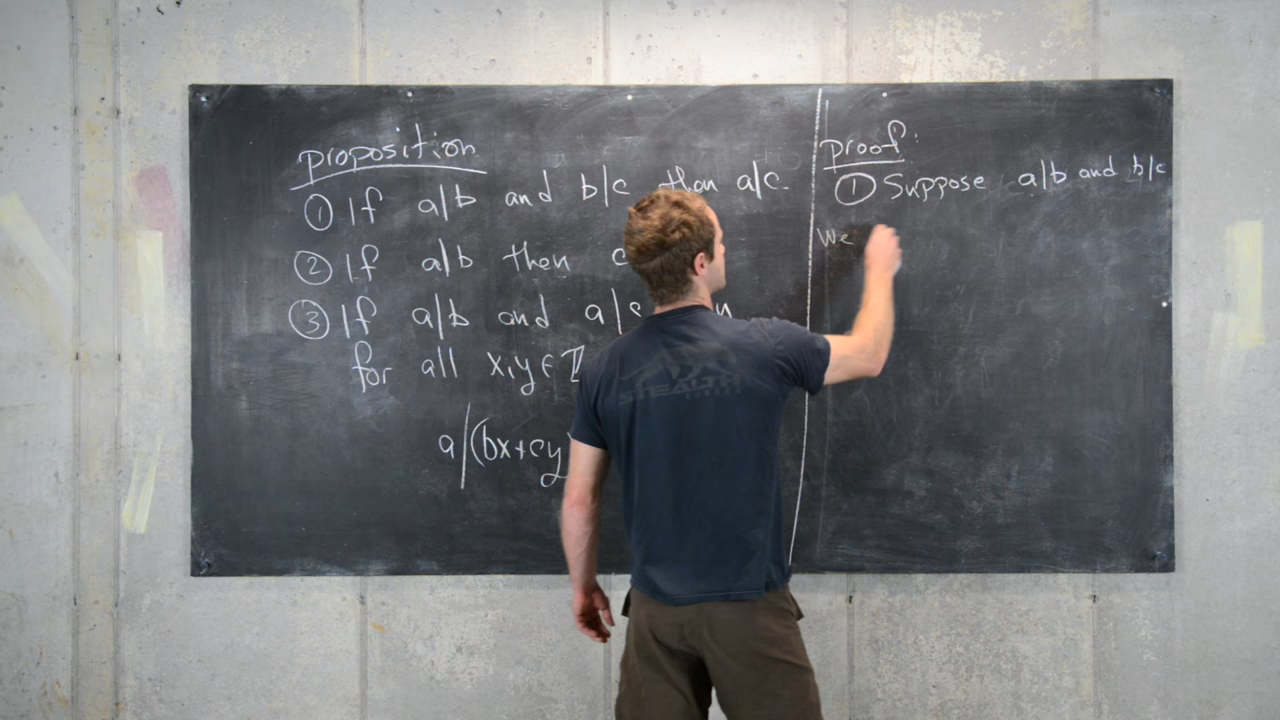 proposition
① If a|b and b|c then a|c.
② If a|b then c
③ If a|b and a|c
for all x,y ∈ ℤ
a|(bx+cy)
proof:
① Suppose a|b and b|c
We
STEALTH